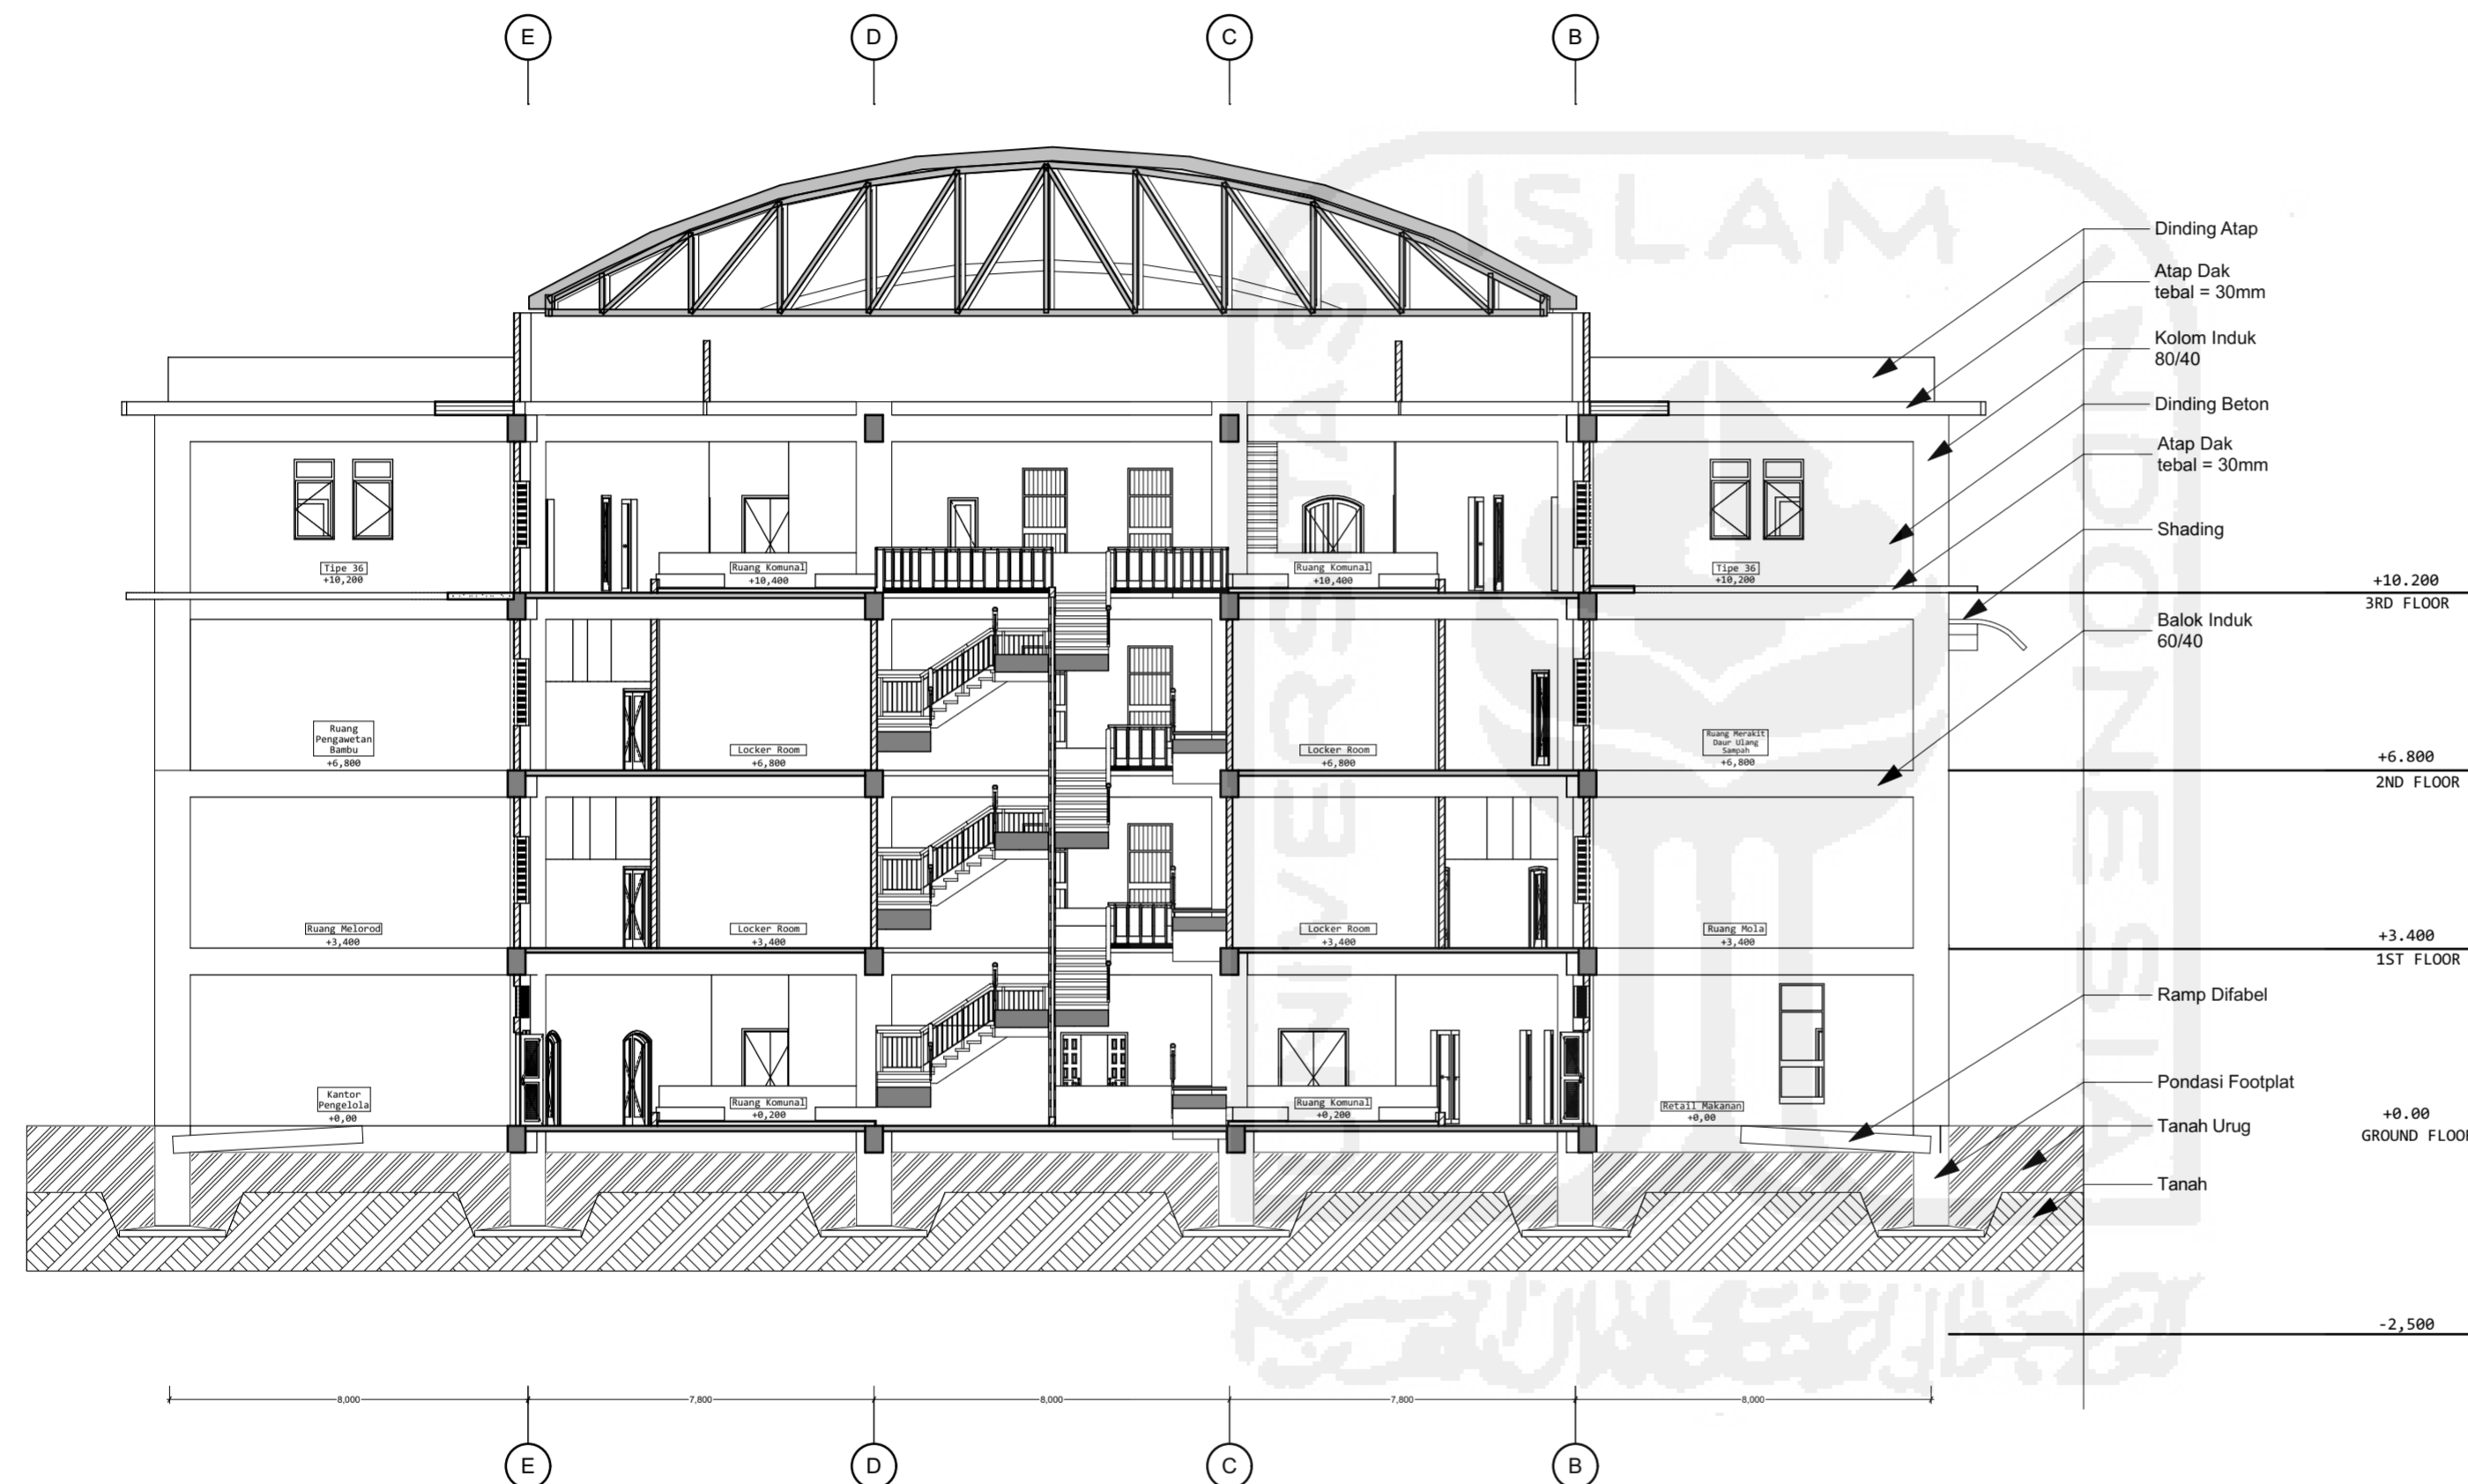 E
D
C
B
ISLAM
UNIVERSITAS
INDONESIA
Dinding Atap
Atap Dak
tebal = 30mm
Kolom Induk
80/40
Dinding Beton
Atap Dak
tebal = 30mm
Shading
Balok Induk
60/40
Ramp Difabel
Pondasi Footplat
Tanah Urug
Tanah
+10.200
3RD FLOOR
+6.800
2ND FLOOR
+3.400
1ST FLOOR
+0.00
GROUND FLOOR
-2,500
Tipe 36
+10,200
Ruang Komunal
+10,400
Ruang Komunal
+10,400
Tipe 36
+10,200
Ruang
Pengawetan
Bambu
+6,800
Locker Room
+6,800
Locker Room
+6,800
Ruang Merakit
Daur Ulang
Sampah
+6,800
Ruang Melorod
+3,400
Locker Room
+3,400
Locker Room
+3,400
Ruang Mola
+3,400
Kantor
Pengelola
+0,00
Ruang Komunal
+0,200
Ruang Komunal
+0,200
Retail Makanan
+0,00
8,000
7,800
8,000
7,800
8,000
E
D
C
B